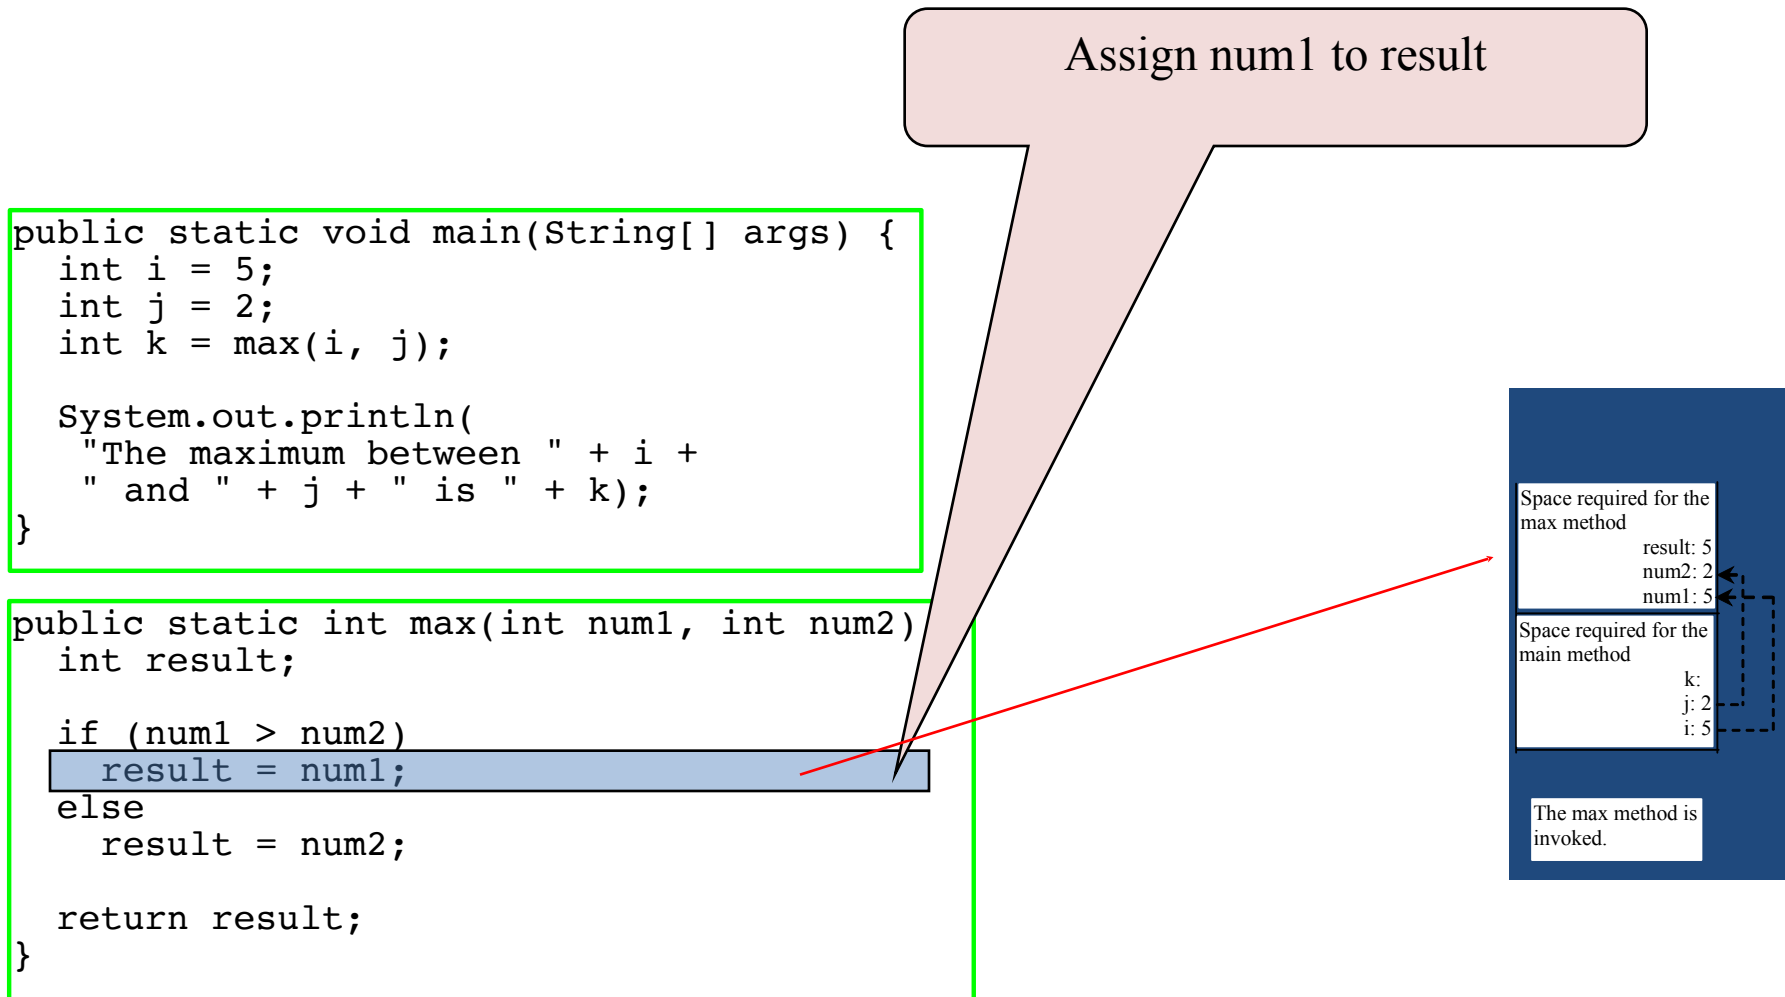 Assign num1 to result
public static void main(String[] args) {
  int i = 5;
  int j = 2;
  int k = max(i, j);
  System.out.println(
   "The maximum between " + i +
   " and " + j + " is " + k);
}
public static int max(int num1, int num2)
  int result;
  if (num1 > num2)
    result = num1;
  else
    result = num2;
  return result;
}
Space required for the
max method
result: 5
num2: 2
num1: 5
Space required for the
main method
k:
j: 2
i: 5
The max method is
invoked.